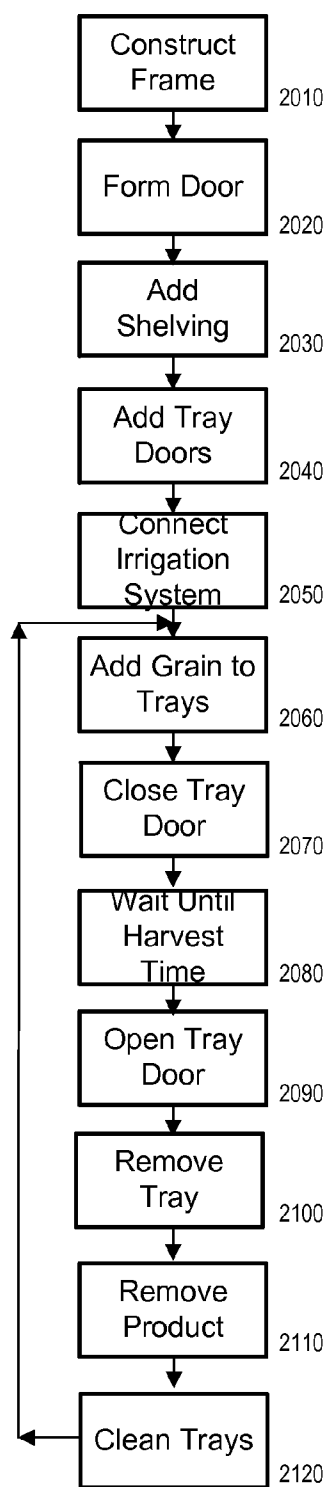 Construct
Frame
2010
Form Door
2020
Add
Shelving
2030
Add Tray
Doors
2040
Connect
Irrigation
System
2050
Add Grain to
Trays
2060
Close Tray
Door
2070
Wait Until
Harvest
Time
2080
Open Tray
Door
2090
Remove
Tray
2100
Remove
Product
2110
Clean Trays
2120